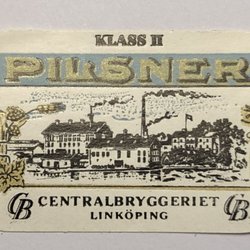 KLASS II
PILSNER
CB CENTRALBRYGGERIET CB
LINKÖPING